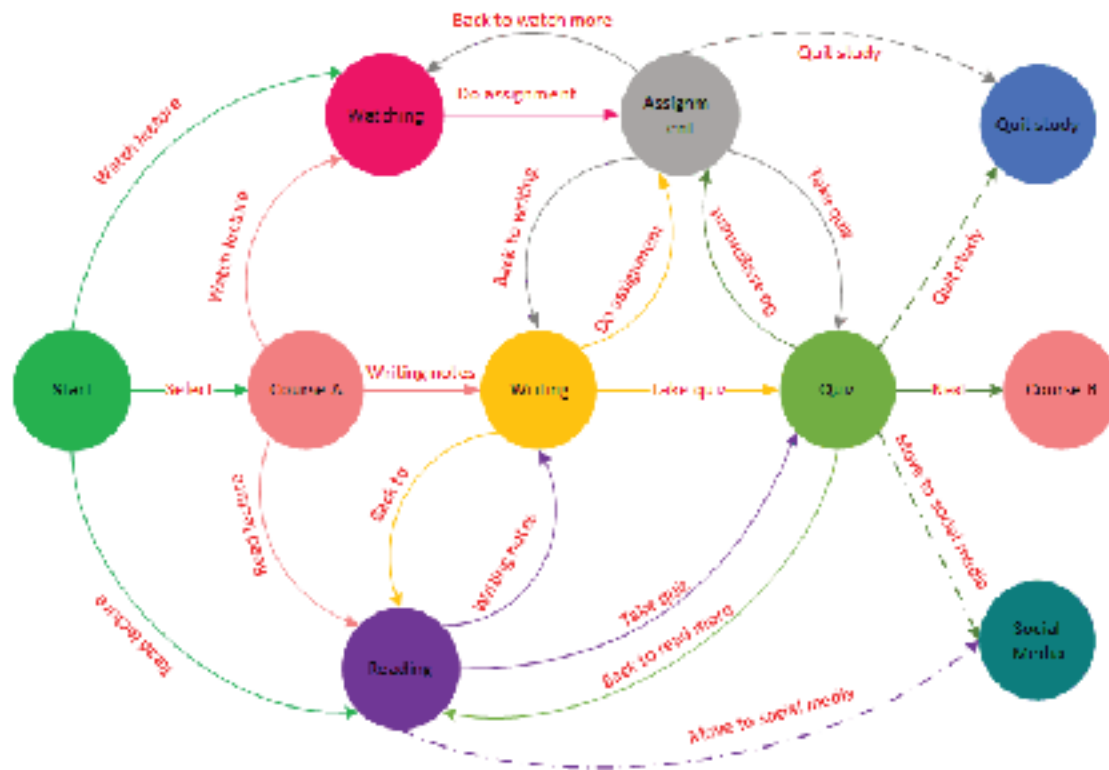 Back to watch more
Quit study
Watching
Do assignment
Assignm
ent
Quit study
Watch lecture
Watch lecture
Back to writing
Do assignment
Do assignment
Take quiz
Quit study
Start
Select
Course A
Writing notes
Writing
Take quiz
Quiz
Next
Course B
Read lecture
Read lecture
Back to
Writing notes
Take quiz
Back to read more
Move to social media
Reading
Social
Media
Move to social media